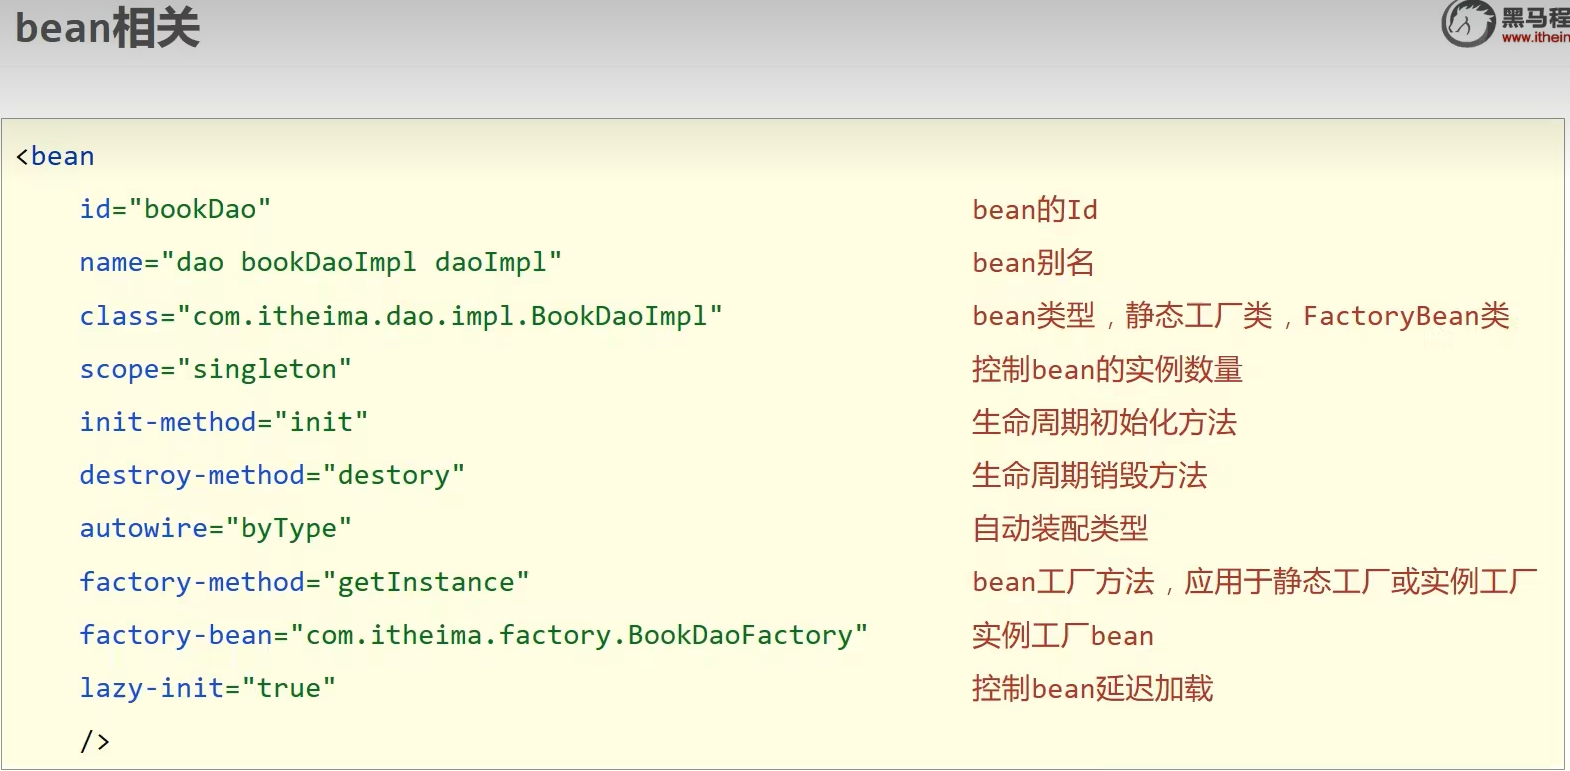 bean相关
黑马程
www.ithein
<bean
id="bookDao" bean的Id
name="dao bookDaoImpl daoImpl" bean别名
class="com.itheima.dao.impl.BookDaoImpl" bean类型，静态工厂类，FactoryBean类
scope="singleton" 控制bean的实例数量
init-method="init" 生命周期初始化方法
destroy-method="destory" 生命周期销毁方法
autowire="byType" 自动装配类型
factory-method="getInstance" bean工厂方法，应用于静态工厂或实例工厂
factory-bean="com.itheima.factory.BookDaoFactory" 实例工厂bean
lazy-init="true" 控制bean延迟加载
/>